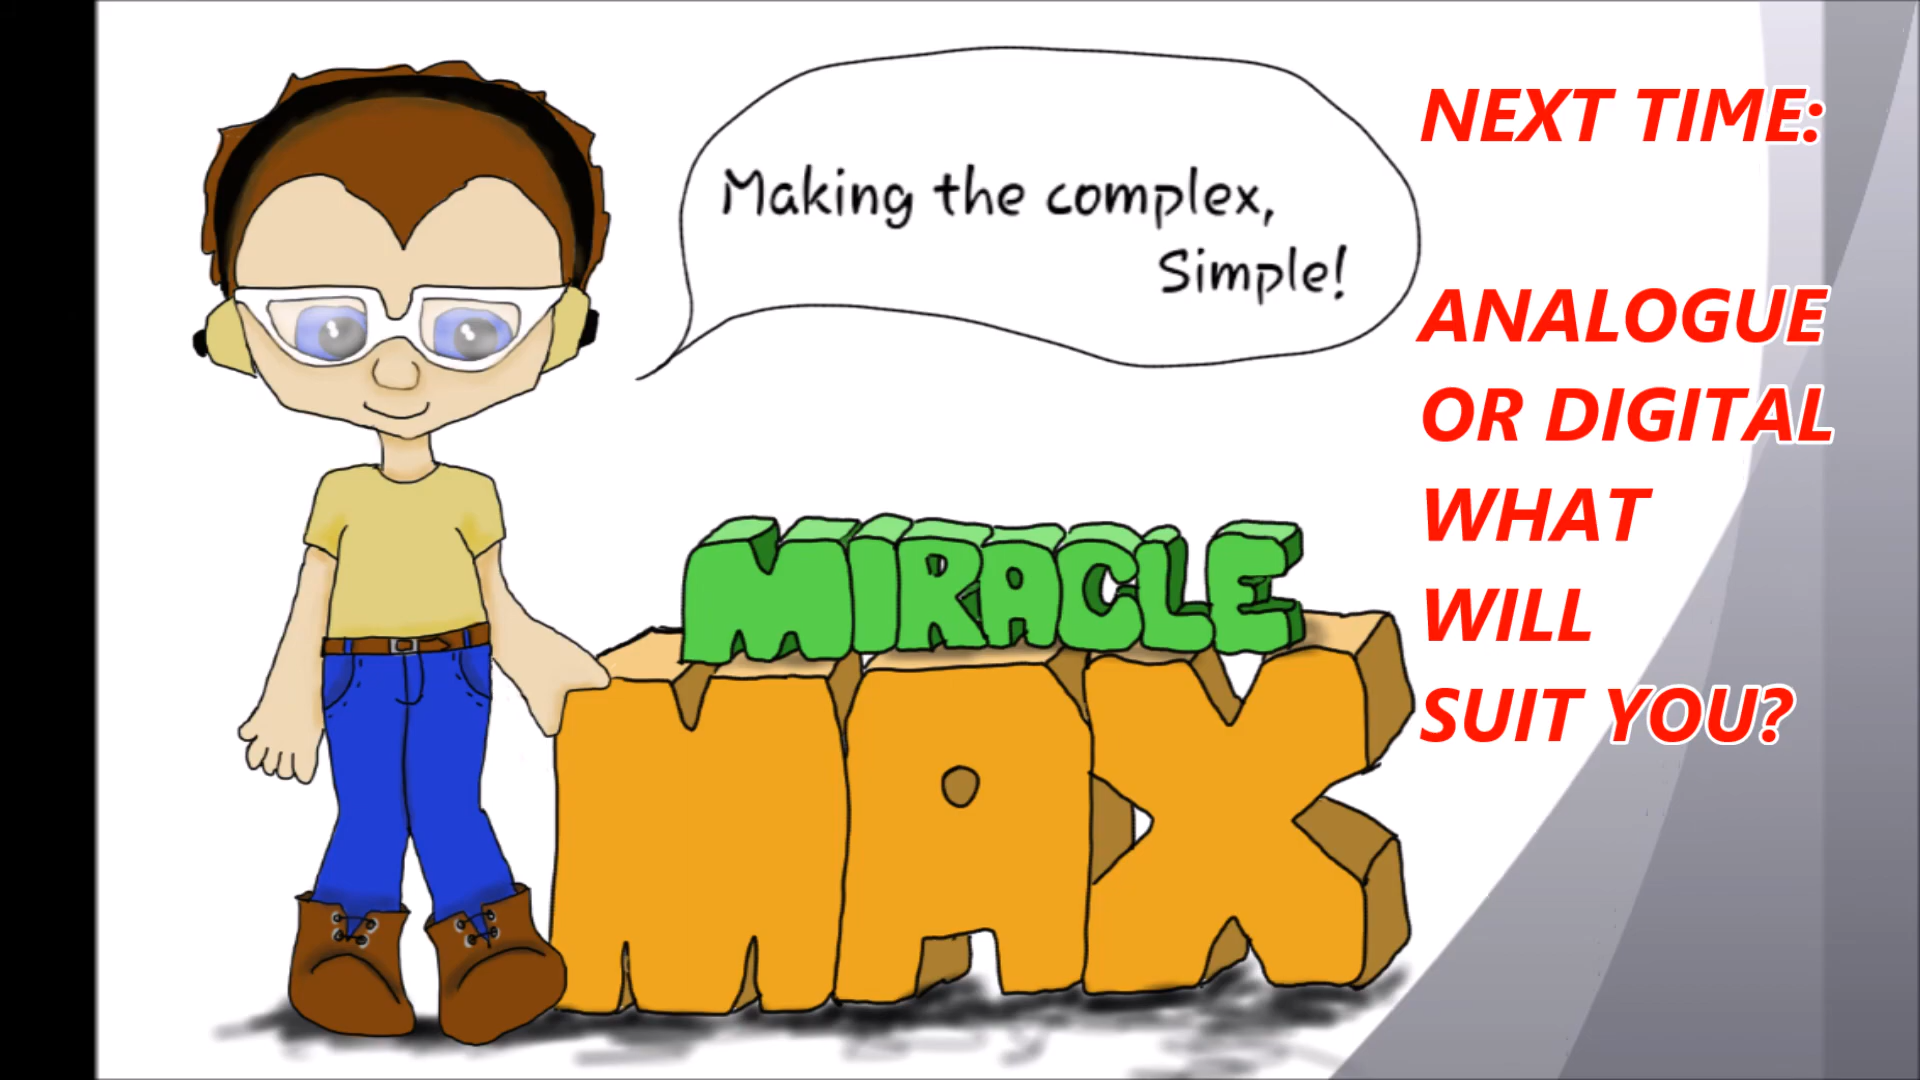 Making the complex,
Simple!
MIRACLE
MAX
NEXT TIME:
ANALOGUE
OR DIGITAL
WHAT
WILL
SUIT YOU?